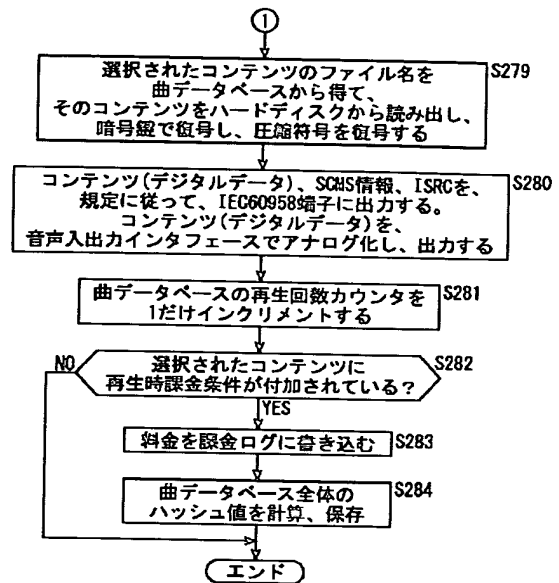 1
選択されたコンテンツのファイル名を
曲データベースから得て、
そのコンテンツをハードディスクから読み出し、
暗号鍵で復号し、圧縮符号を復号する
S279
コンテンツ(デジタルデータ)、SCMS情報、ISRCを、
規定に従って、IEC60958端子に出力する。
コンテンツ(デジタルデータ)を、
音声入出力インタフェースでアナログ化し、出力する
S280
曲データベースの再生回数カウンタを
1だけインクリメントする
S281
選択されたコンテンツに
再生時課金条件が付加されている?
S282
NO
YES
料金を課金ログに書き込む
S283
曲データベース全体の
ハッシュ値を計算、保存
S284
エンド